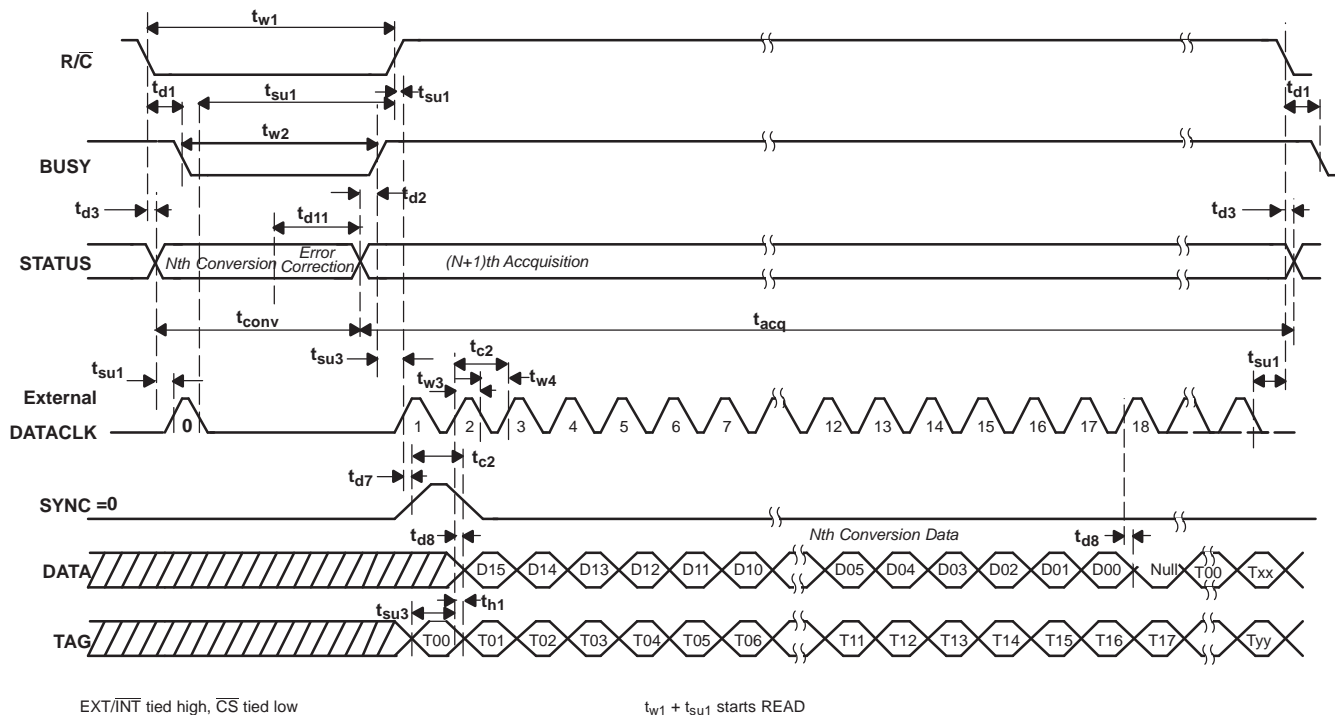 tw1
R/C
td1
tsu1
tsu1
td1
tw2
BUSY
td2
td3
td11
td3
STATUS
Nth Conversion
Error
Correction
(N+1)th Accquisition
tconv
tacq
tsu3
tc2
tsu1
tw3
tw4
tsu1
External
DATACLK
0 1 2 3 4 5 6 7 12 13 14 15 16 17 18
tc2
td7
SYNC =0
td8
Nth Conversion Data
td8
DATA
D15 D14 D13 D12 D11 D10 D05 D04 D03 D02 D01 D00 Null T00 Txx
tsu3
th1
TAG
T00 T01 T02 T03 T04 T05 T06 T11 T12 T13 T14 T15 T16 T17 Tyy
EXT/INT tied high, CS tied low
tw1 + tsu1 starts READ